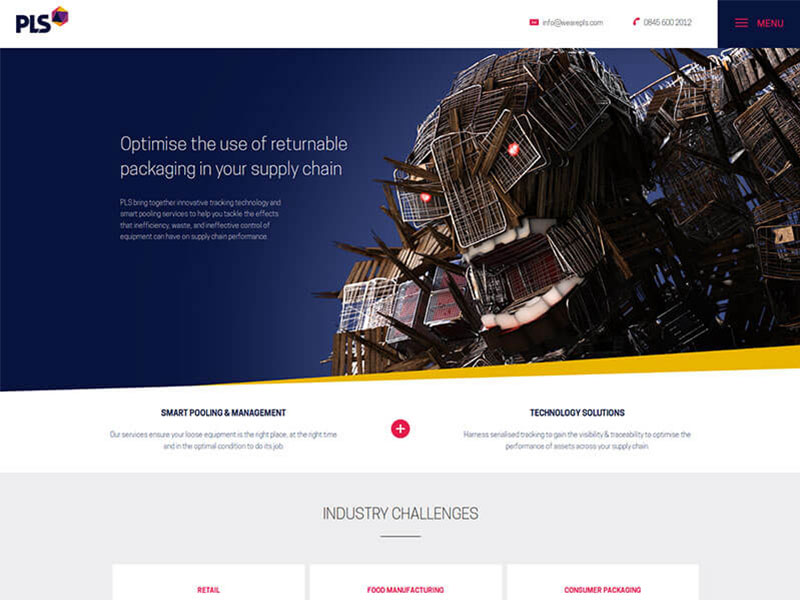 PLS
info@wearepls.com
0845 600 2012
MENU
Optimise the use of returnable
packaging in your supply chain
PLS bring together innovative tracking technology and
smart pooling services to help you tackle the effects
that inefficiency, waste, and ineffective control of
equipment can have on supply chain performance.
SMART POOLING & MANAGEMENT
Our services ensure your loose equipment is the right place, at the right time
and in the optimal condition to do its job.
TECHNOLOGY SOLUTIONS
Harness serialised tracking to gain the visibility & traceability to optimise the
performance of assets across your supply chain.
INDUSTRY CHALLENGES
RETAIL
FOOD MANUFACTURING
CONSUMER PACKAGING